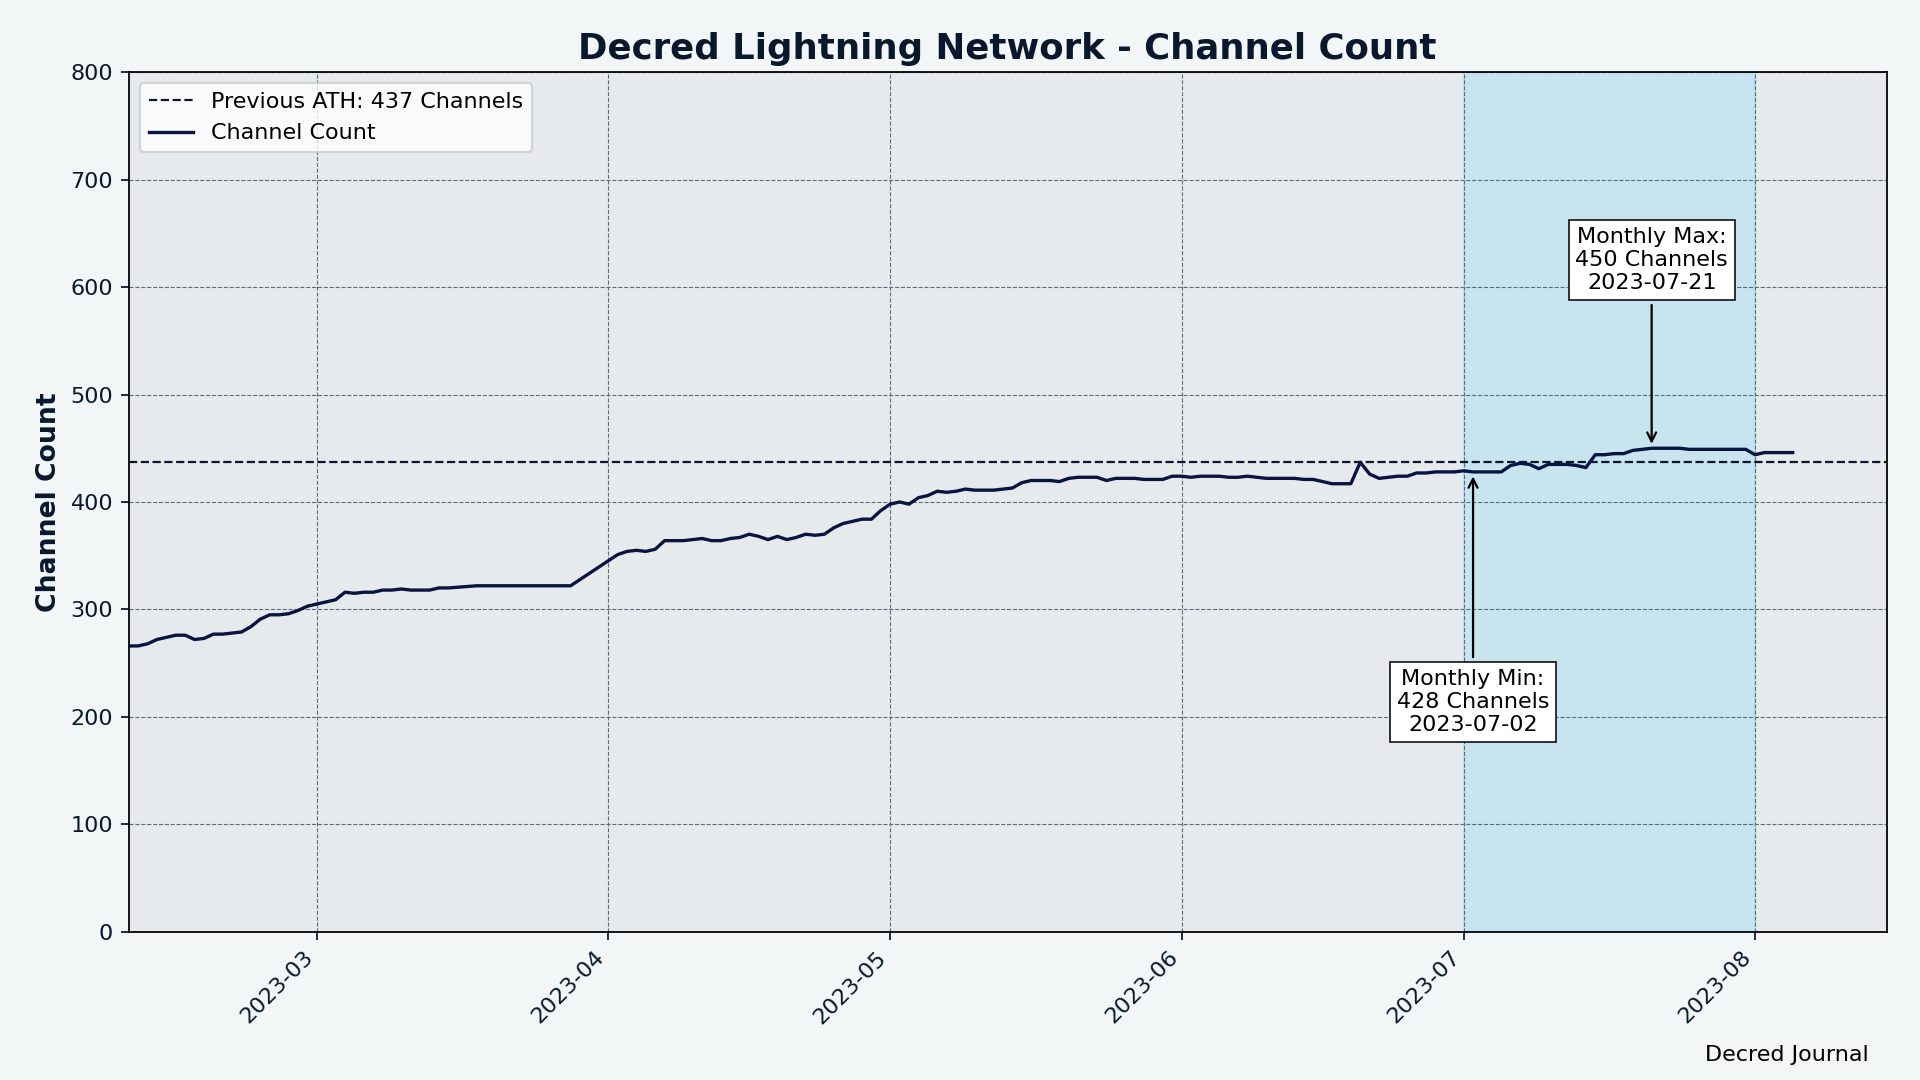 Decred Lightning Network - Channel Count
Previous ATH: 437 Channels
Channel Count
Channel Count
800
700
600
500
400
300
200
100
0
Monthly Max:
450 Channels
2023-07-21
Monthly Min:
428 Channels
2023-07-02
2023-03
2023-04
2023-05
2023-06
2023-07
2023-08
Decred Journal